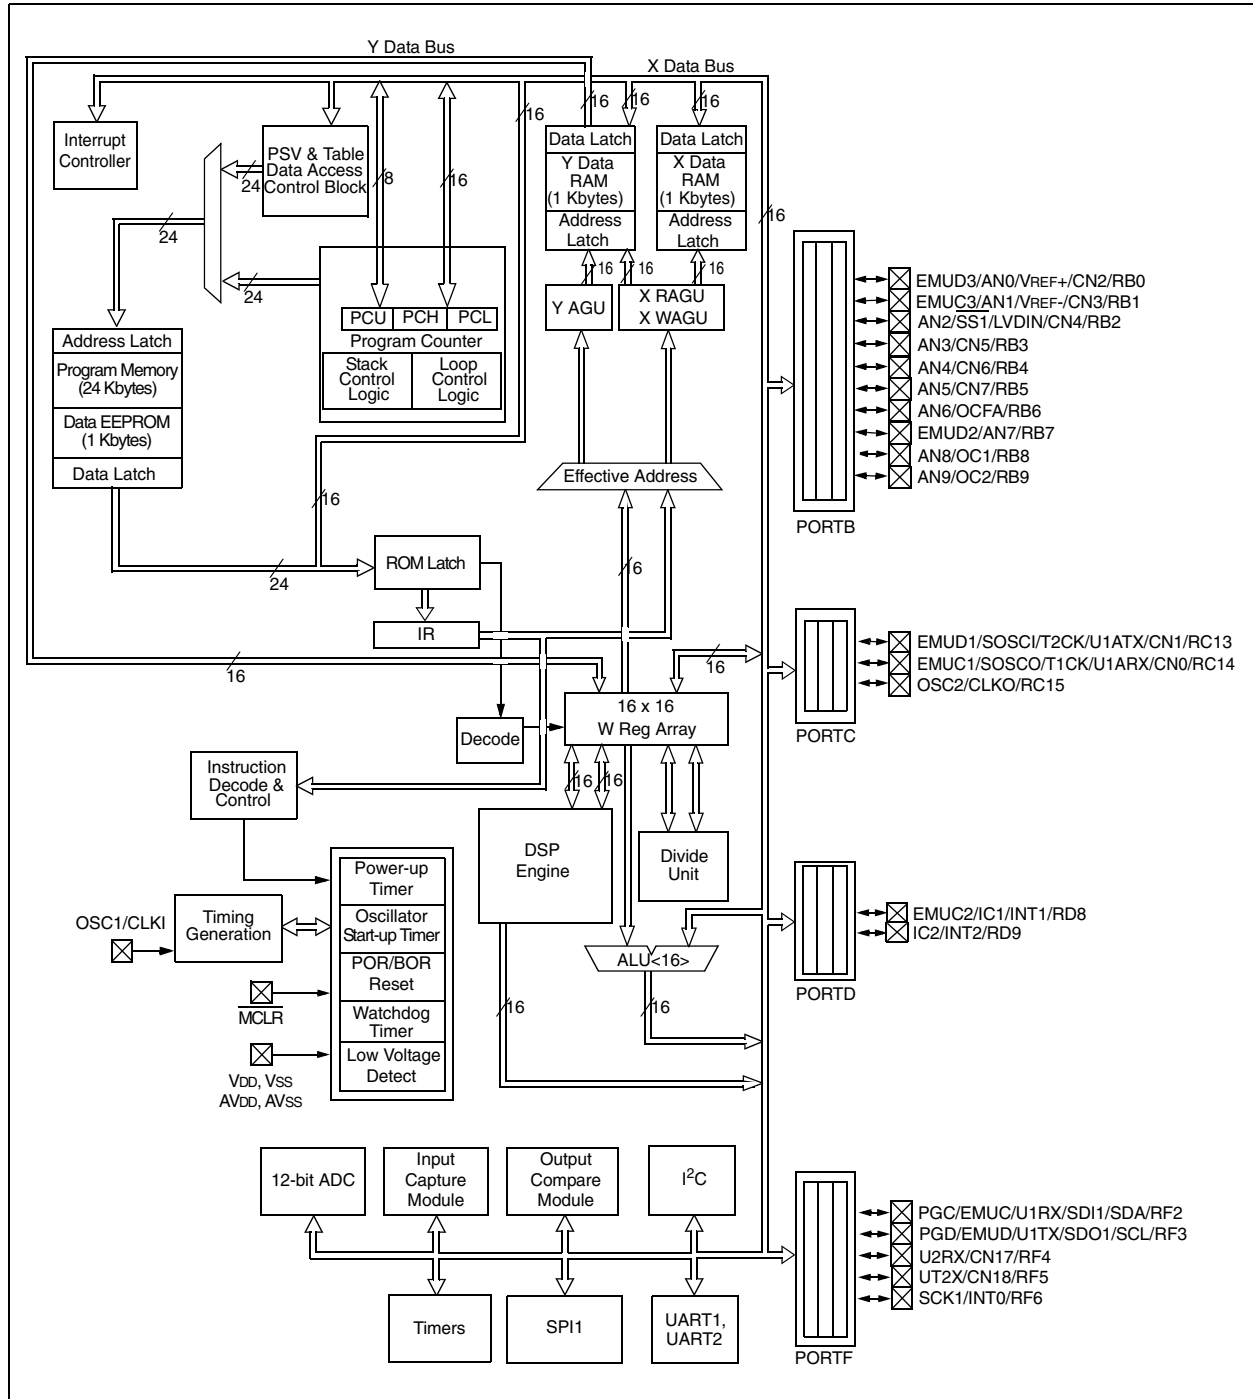 Y Data Bus
X Data Bus
16
16
16
16
Interrupt
Controller
PSV & Table
Data Access
Control Block
24
8
16
Data Latch
Y Data
RAM
(1 Kbytes)
Address
Latch
Data Latch
X Data
RAM
(1 Kbytes)
Address
Latch
16
24
24
16
16
16
Y AGU
X RAGU
X WAGU
PCU
PCH
PCL
Program Counter
Stack
Control
Logic
Loop
Control
Logic
Address Latch
Program Memory
(24 Kbytes)
Data EEPROM
(1 Kbytes)
Data Latch
Effective Address
16
24
ROM Latch
IR
16
16
16
16 x 16
W Reg Array
Decode
Instruction
Decode &
Control
16
16
DSP
Engine
Divide
Unit
Power-up
Timer
Oscillator
Start-up Timer
POR/BOR
Reset
Watchdog
Timer
Low Voltage
Detect
OSC1/CLKI
Timing
Generation
MCLR
VDD, VSS
AVDD, AVSS
ALU<16>
16
16
EMUD3/AN0/VREF+/CN2/RB0
EMUC3/AN1/VREF-/CN3/RB1
AN2/SS1/LVDIN/CN4/RB2
AN3/CN5/RB3
AN4/CN6/RB4
AN5/CN7/RB5
AN6/OCFA/RB6
EMUD2/AN7/RB7
AN8/OC1/RB8
AN9/OC2/RB9
PORTB
EMUD1/SOSCI/T2CK/U1ATX/CN1/RC13
EMUC1/SOSCO/T1CK/U1ARX/CN0/RC14
OSC2/CLKO/RC15
PORTC
EMUC2/IC1/INT1/RD8
IC2/INT2/RD9
PORTD
12-bit ADC
Input
Capture
Module
Output
Compare
Module
I2C
Timers
SPI1
UART1,
UART2
PGC/EMUC/U1RX/SDI1/SDA/RF2
PGD/EMUD/U1TX/SDO1/SCL/RF3
U2RX/CN17/RF4
UT2X/CN18/RF5
SCK1/INT0/RF6
PORTF